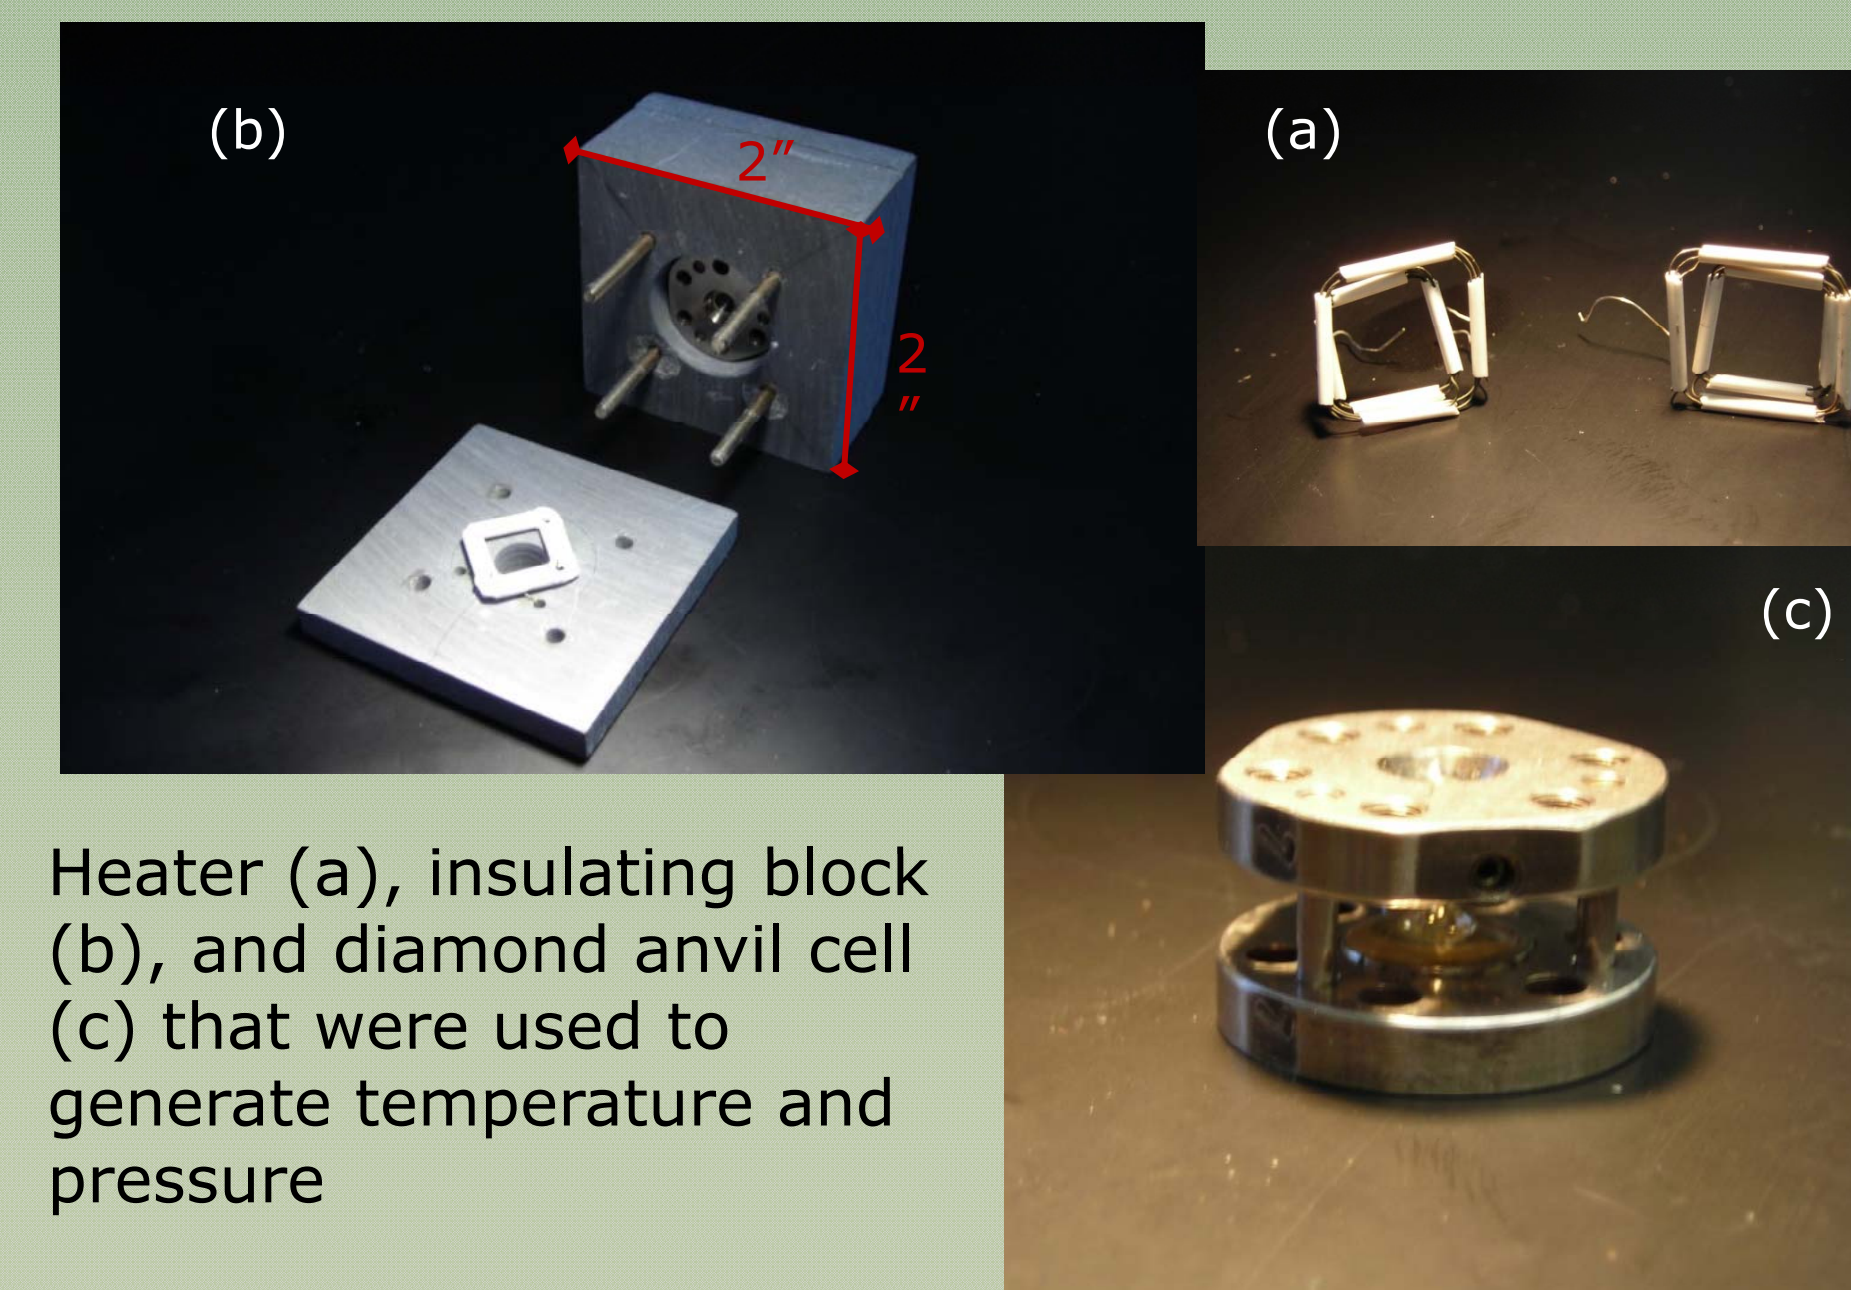 (b)
2″
2
″
(a)
(c)
Heater (a), insulating block
(b), and diamond anvil cell
(c) that were used to
generate temperature and
pressure